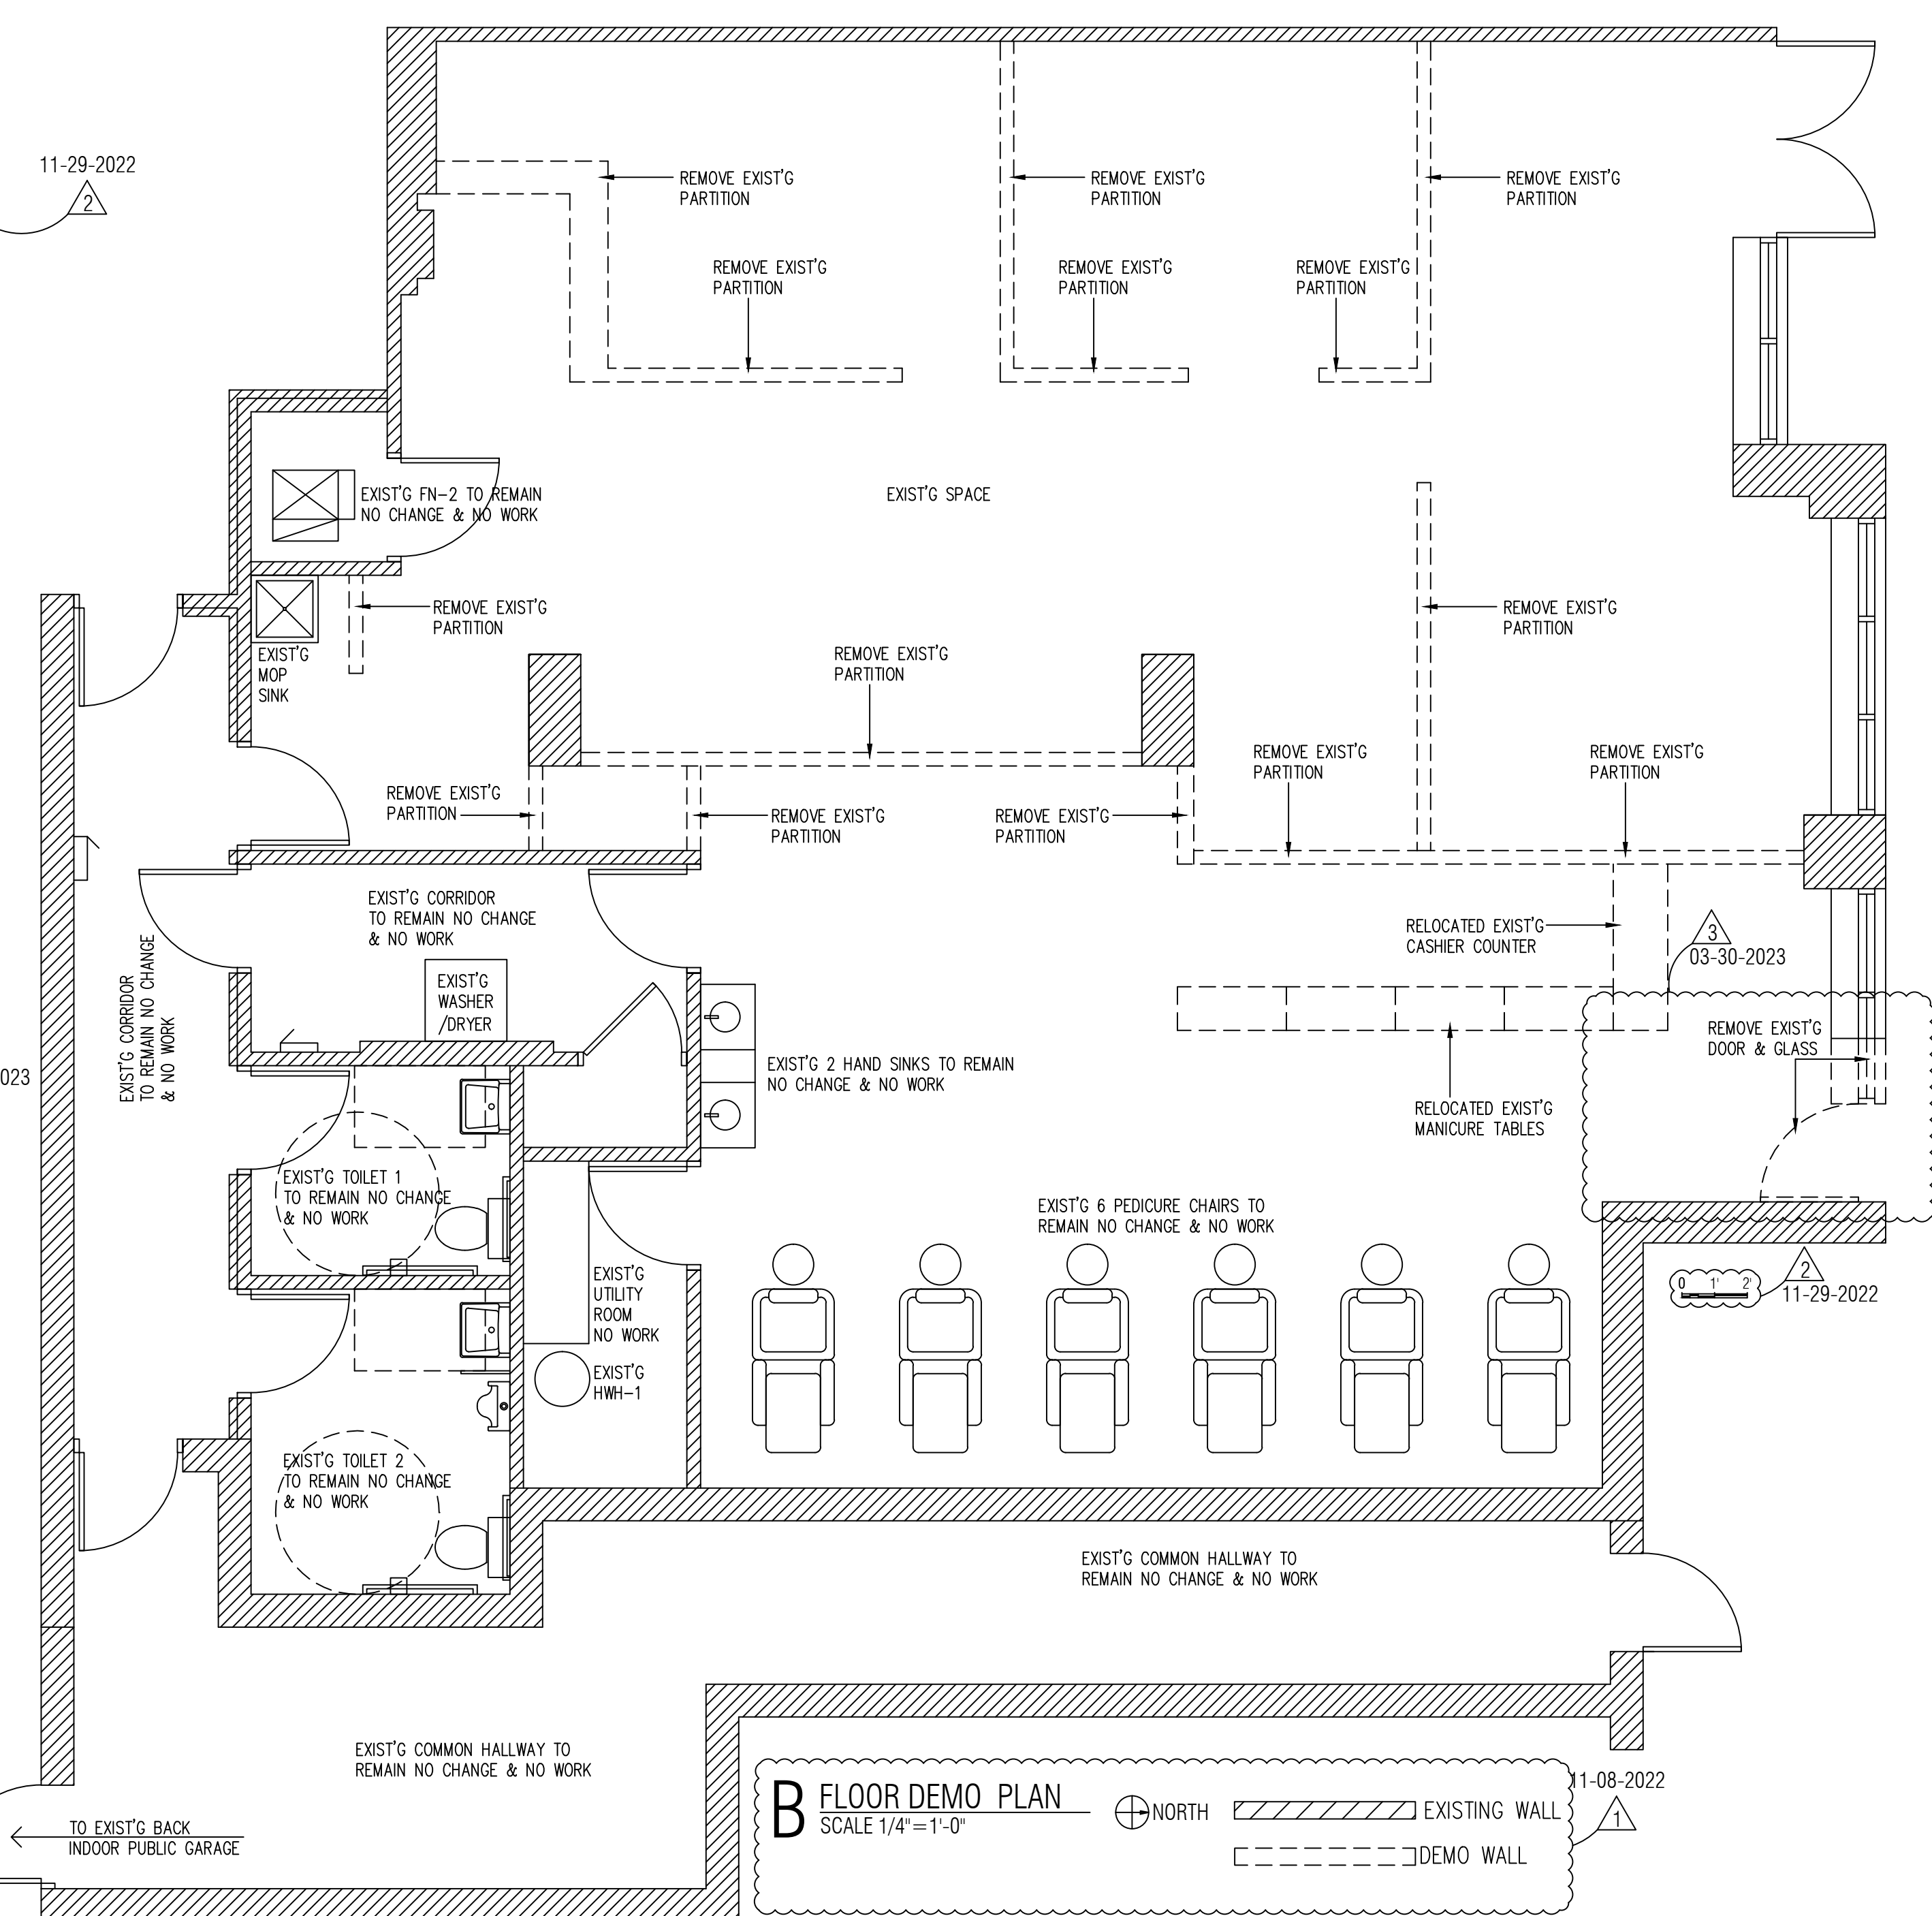 11-29-2022
2
REMOVE EXIST'G
PARTITION
REMOVE EXIST'G
PARTITION
REMOVE EXIST'G
PARTITION
REMOVE EXIST'G
PARTITION
REMOVE EXIST'G
PARTITION
REMOVE EXIST'G
PARTITION
EXIST'G FN-2 TO REMAIN
NO CHANGE & NO WORK
EXIST'G SPACE
REMOVE EXIST'G
PARTITION
REMOVE EXIST'G
PARTITION
EXIST'G
MOP
SINK
REMOVE EXIST'G
PARTITION
REMOVE EXIST'G
PARTITION
REMOVE EXIST'G
PARTITION
REMOVE EXIST'G
PARTITION
REMOVE EXIST'G
PARTITION
REMOVE EXIST'G
PARTITION
EXIST'G CORRIDOR
TO REMAIN NO CHANGE
& NO WORK
EXIST'G CORRIDOR
TO REMAIN NO CHANGE
& NO WORK
RELOCATED EXIST'G
CASHIER COUNTER
3
03-30-2023
EXIST'G
WASHER
/DRYER
REMOVE EXIST'G
DOOR & GLASS
023
EXIST'G 2 HAND SINKS TO REMAIN
NO CHANGE & NO WORK
RELOCATED EXIST'G
MANICURE TABLES
EXIST'G TOILET 1
TO REMAIN NO CHANGE
& NO WORK
EXIST'G 6 PEDICURE CHAIRS TO
REMAIN NO CHANGE & NO WORK
EXIST'G
UTILITY
ROOM
NO WORK
0 1' 2'
2
11-29-2022
EXIST'G
HWH-1
EXIST'G TOILET 2
TO REMAIN NO CHANGE
& NO WORK
EXIST'G COMMON HALLWAY TO
REMAIN NO CHANGE & NO WORK
EXIST'G COMMON HALLWAY TO
REMAIN NO CHANGE & NO WORK
TO EXIST'G BACK
INDOOR PUBLIC GARAGE
B FLOOR DEMO PLAN
SCALE 1/4"=1'-0"
NORTH
EXISTING WALL
DEMO WALL
11-08-2022
1